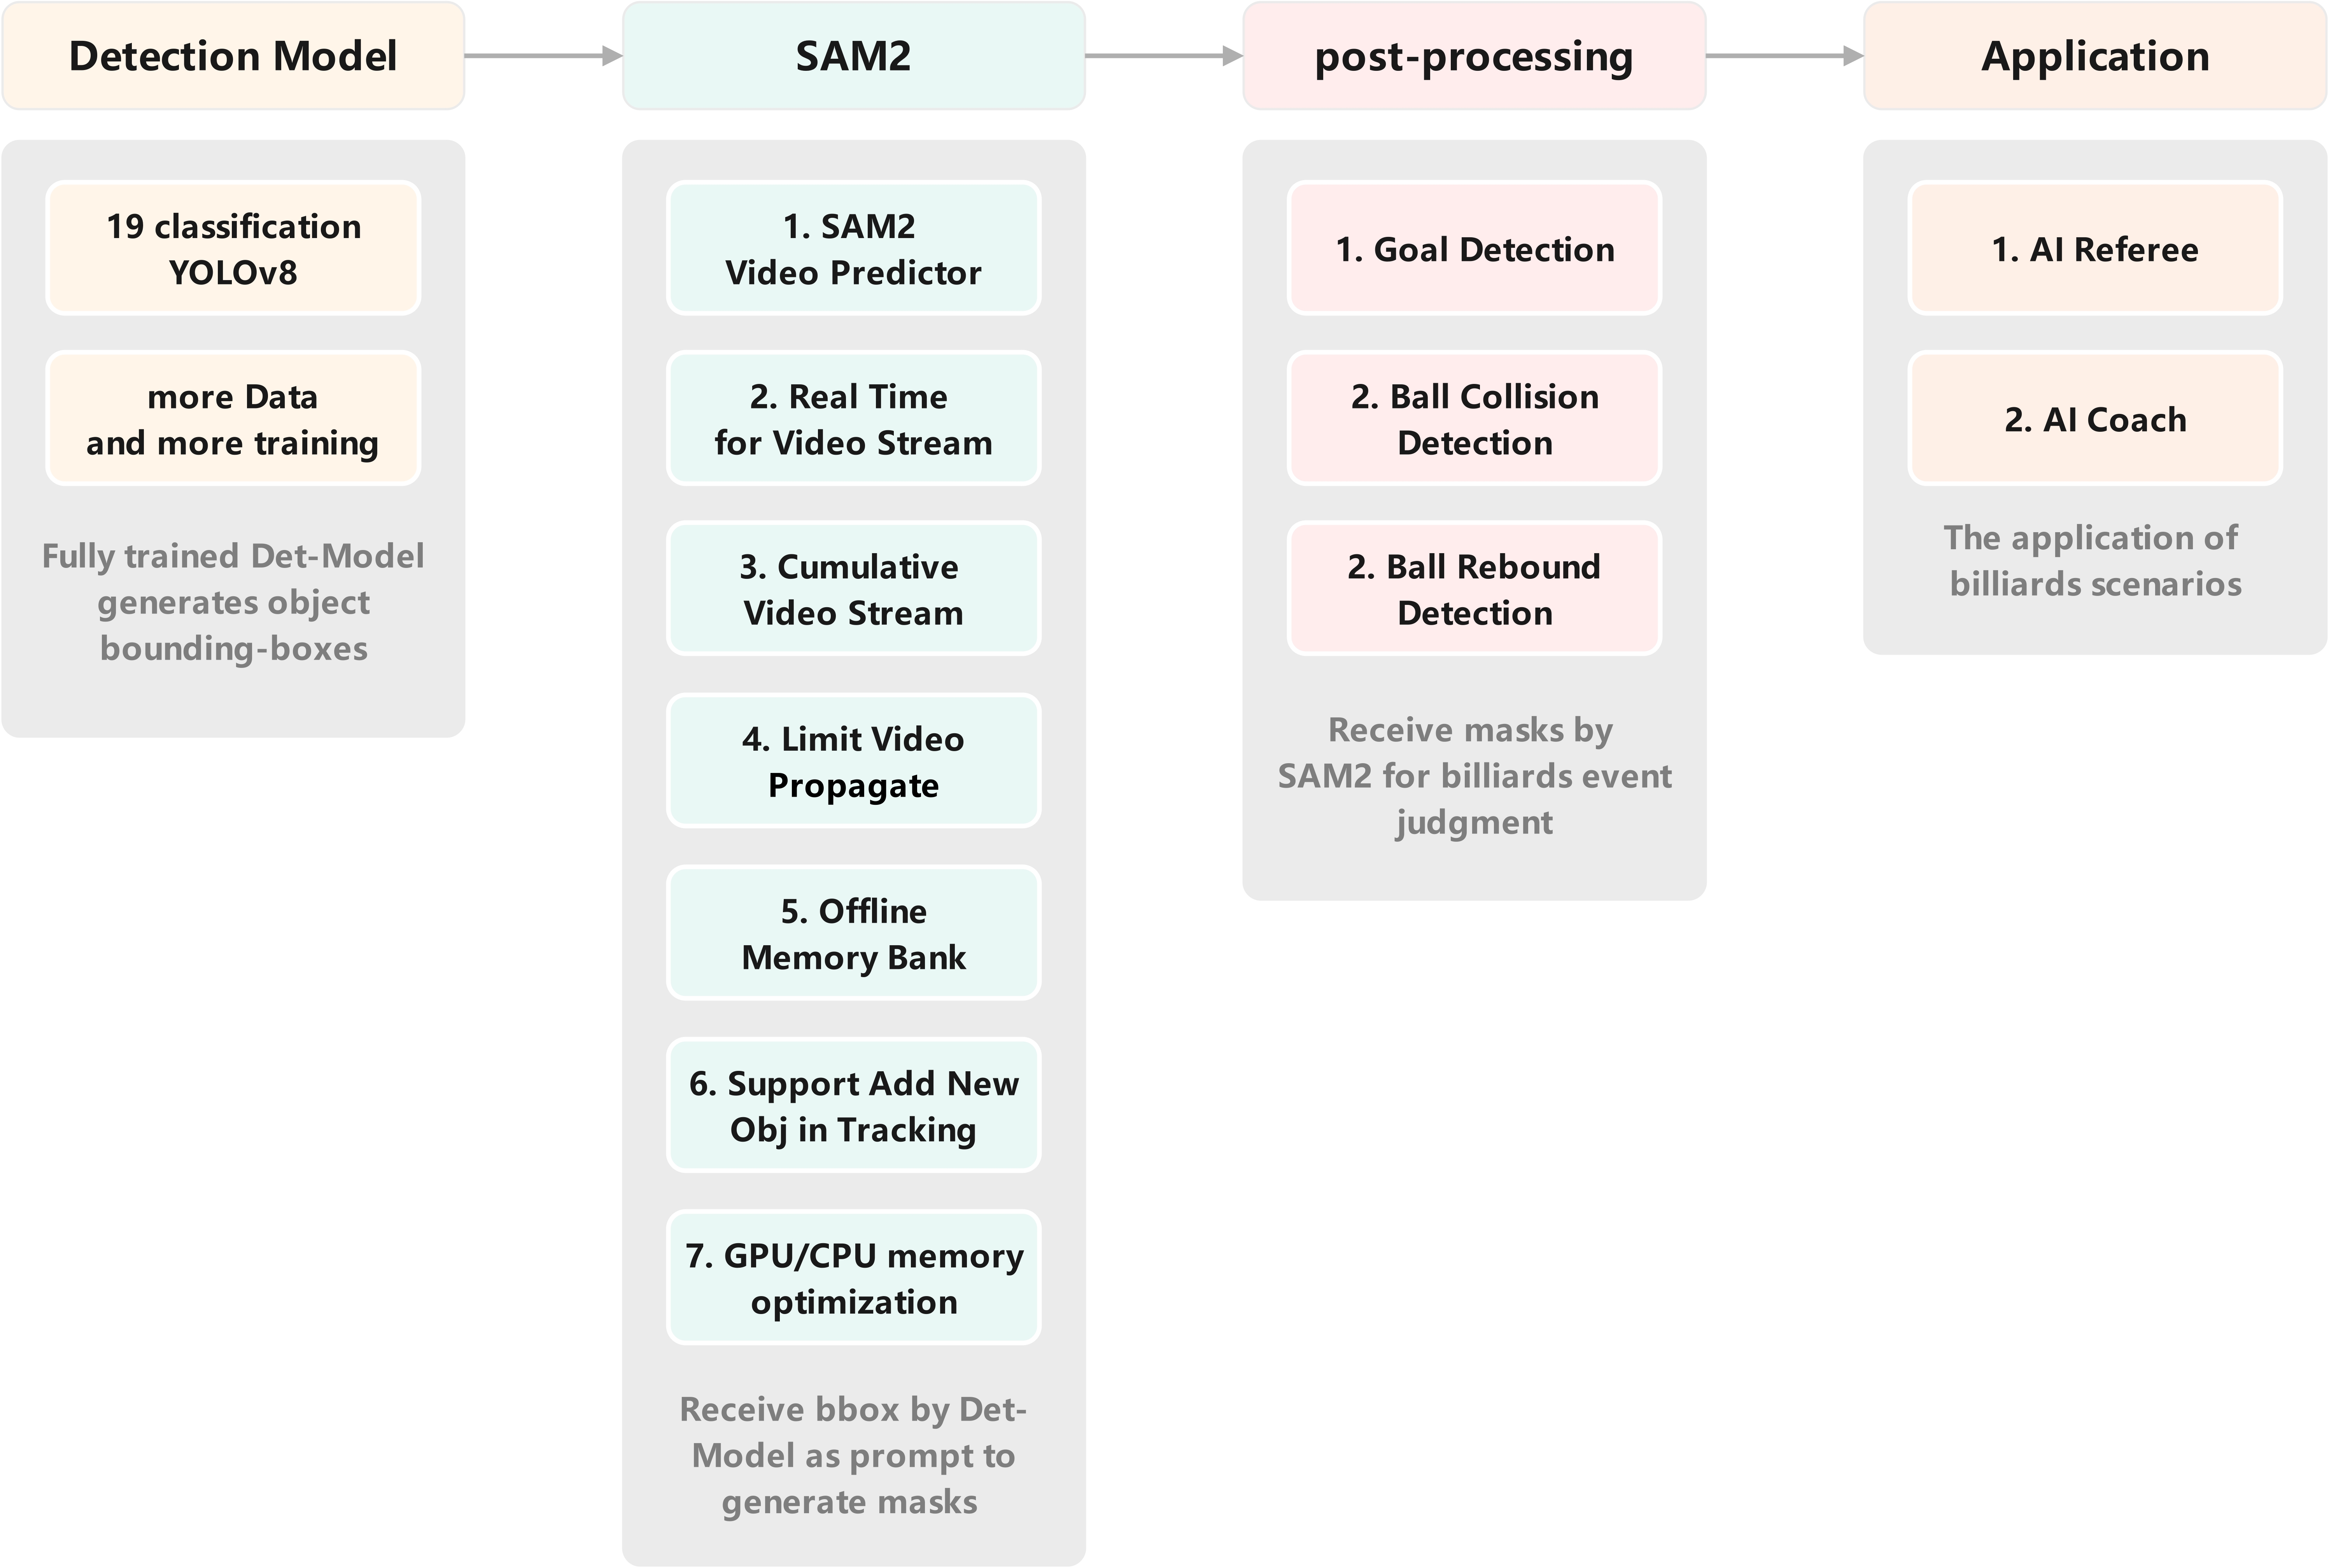 Detection Model
SAM2
post-processing
Application
19 classification
YOLOv8
more Data
and more training
Fully trained Det-Model
generates object
bounding-boxes
1. SAM2
Video Predictor
2. Real Time
for Video Stream
3. Cumulative
Video Stream
4. Limit Video
Propagate
5. Offline
Memory Bank
6. Support Add New
Obj in Tracking
7. GPU/CPU memory
optimization
Receive bbox by Det-
Model as prompt to
generate masks
1. Goal Detection
2. Ball Collision
Detection
2. Ball Rebound
Detection
Receive masks by
SAM2 for billiards event
judgment
1. AI Referee
2. AI Coach
The application of
billiards scenarios